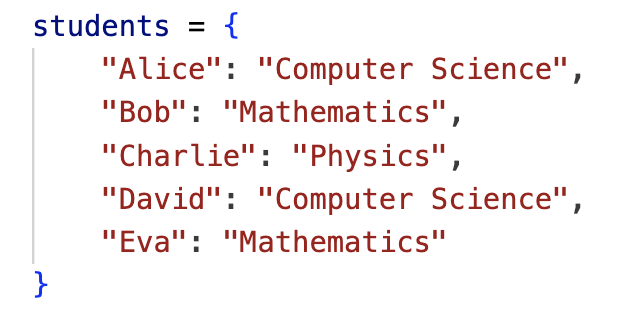 students = {
    "Alice": "Computer Science",
    "Bob": "Mathematics",
    "Charlie": "Physics",
    "David": "Computer Science",
    "Eva": "Mathematics"
}